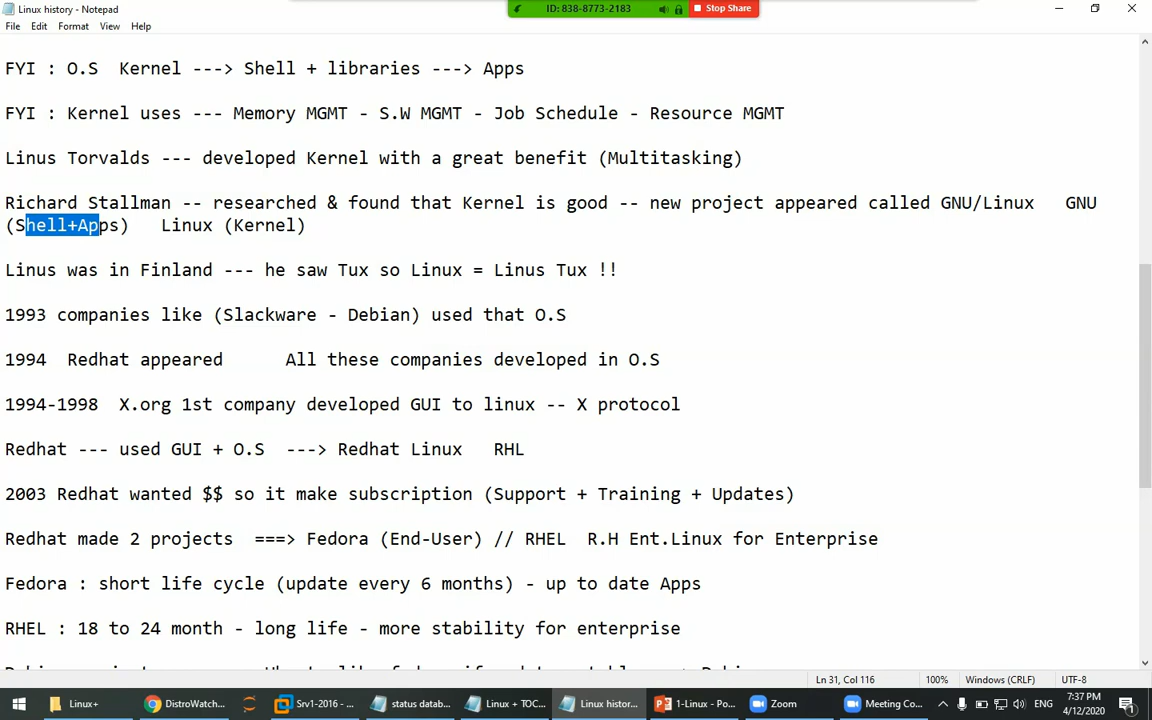 Linux history - Notepad
ID: 838-8773-2183
Stop Share
File Edit Format View Help
FYI : O.S Kernel ---> Shell + libraries ---> Apps
FYI : Kernel uses --- Memory MGMT - S.W MGMT - Job Schedule - Resource MGMT
Linus Torvalds --- developed Kernel with a great benefit (Multitasking)
Richard Stallman -- researched & found that Kernel is good -- new project appeared called GNU/Linux GNU
(Shell+Apps) Linux (Kernel)
Linus was in Finland --- he saw Tux so Linux = Linus Tux !!
1993 companies like (Slackware - Debian) used that O.S
1994 Redhat appeared All these companies developed in O.S
1994-1998 X.org 1st company developed GUI to linux -- X protocol
Redhat --- used GUI + O.S ---> Redhat Linux RHL
2003 Redhat wanted $$ so it make subscription (Support + Training + Updates)
Redhat made 2 projects ===> Fedora (End-User) // RHEL R.H Ent.Linux for Enterprise
Fedora : short life cycle (update every 6 months) - up to date Apps
RHEL : 18 to 24 month - long life - more stability for enterprise
Ln 31, Col 116 100% Windows (CRLF) UTF-8
Linux+ DistroWatch... Srv1-2016 - ... status datab... Linux + TOC... Linux histor... 1-Linux - Po... Zoom Meeting Co... ENG 7:37 PM
4/12/2020 1